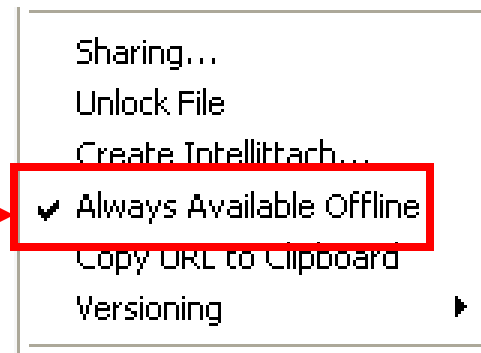 Sharing...
Unlock File
Create Intellittach...
Always Available Offline
Copy URL to Clipboard
Versioning